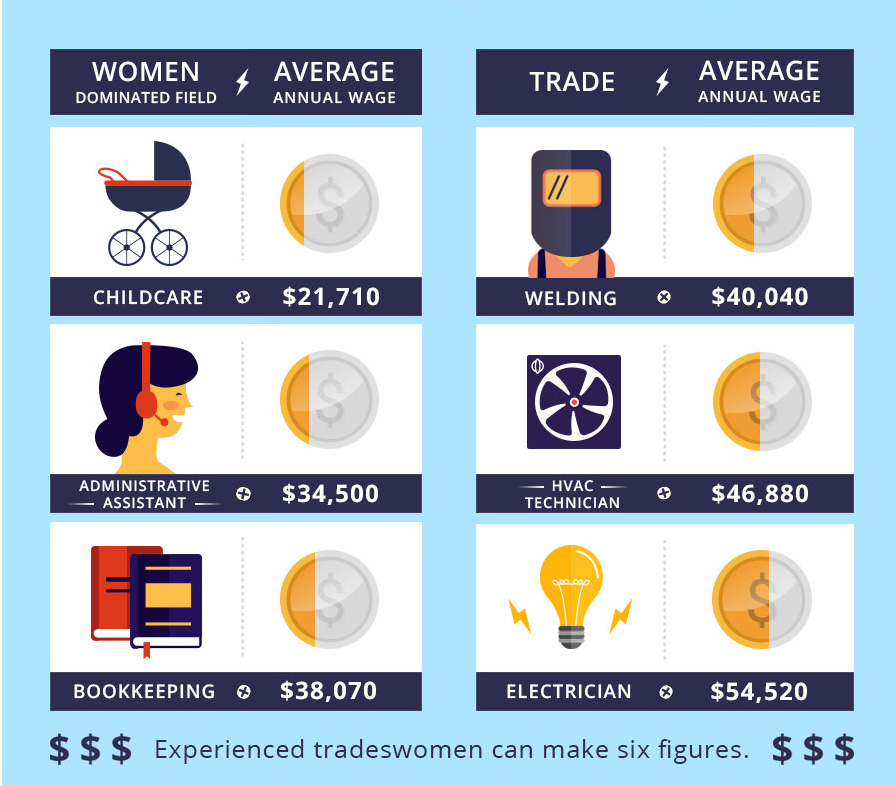 WOMEN
DOMINATED FIELD
AVERAGE
ANNUAL WAGE
TRADE
AVERAGE
ANNUAL WAGE
$
$
CHILDCARE
$21,710
WELDING
$40,040
$
$
ADMINISTRATIVE
ASSISTANT
$34,500
HVAC
TECHNICIAN
$46,880
$
$
BOOKKEEPING
$38,070
ELECTRICIAN
$54,520
$ $ $ Experienced tradeswomen can make six figures. $ $ $